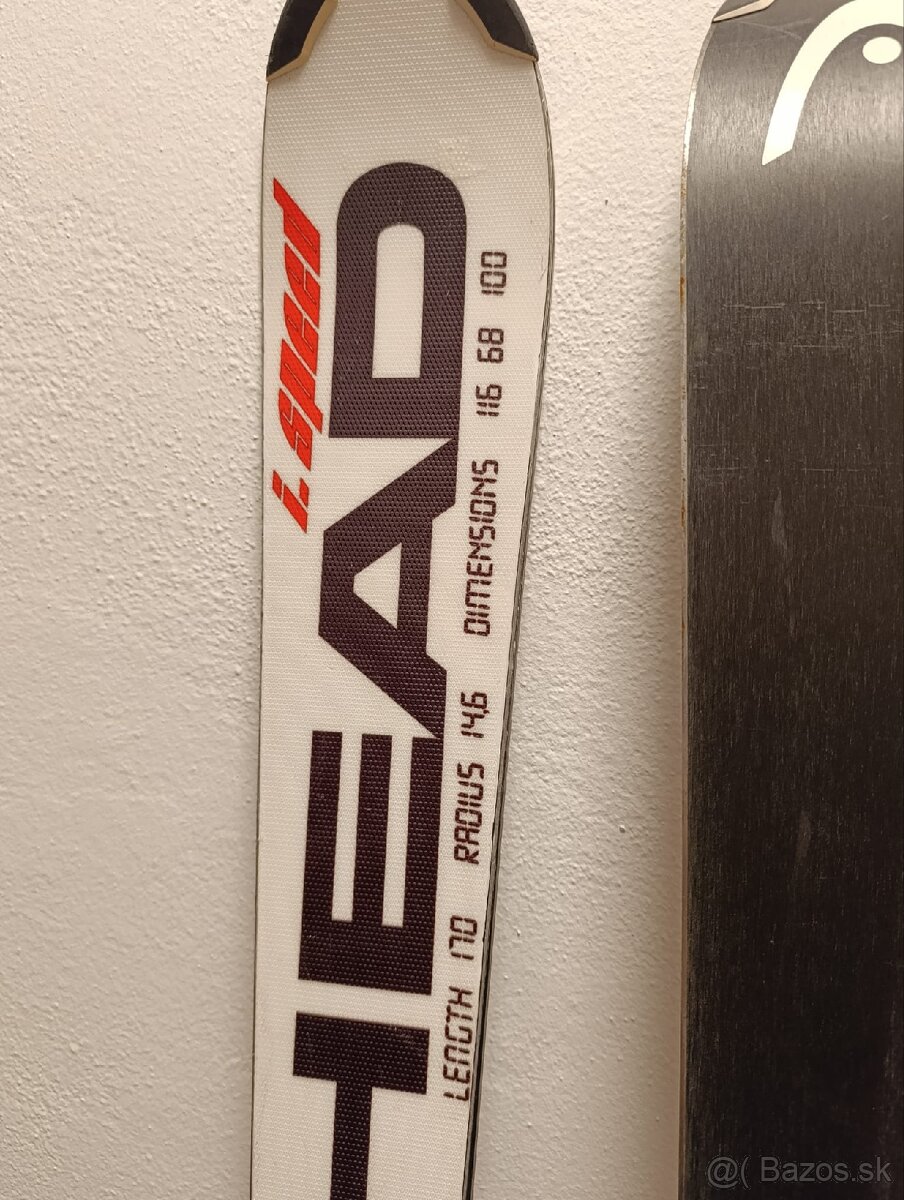 i. speed
HEAD
LENGTH 170 RADIUS 14,6 DIMENSIONS 116 68 100
@( Bazos.sk